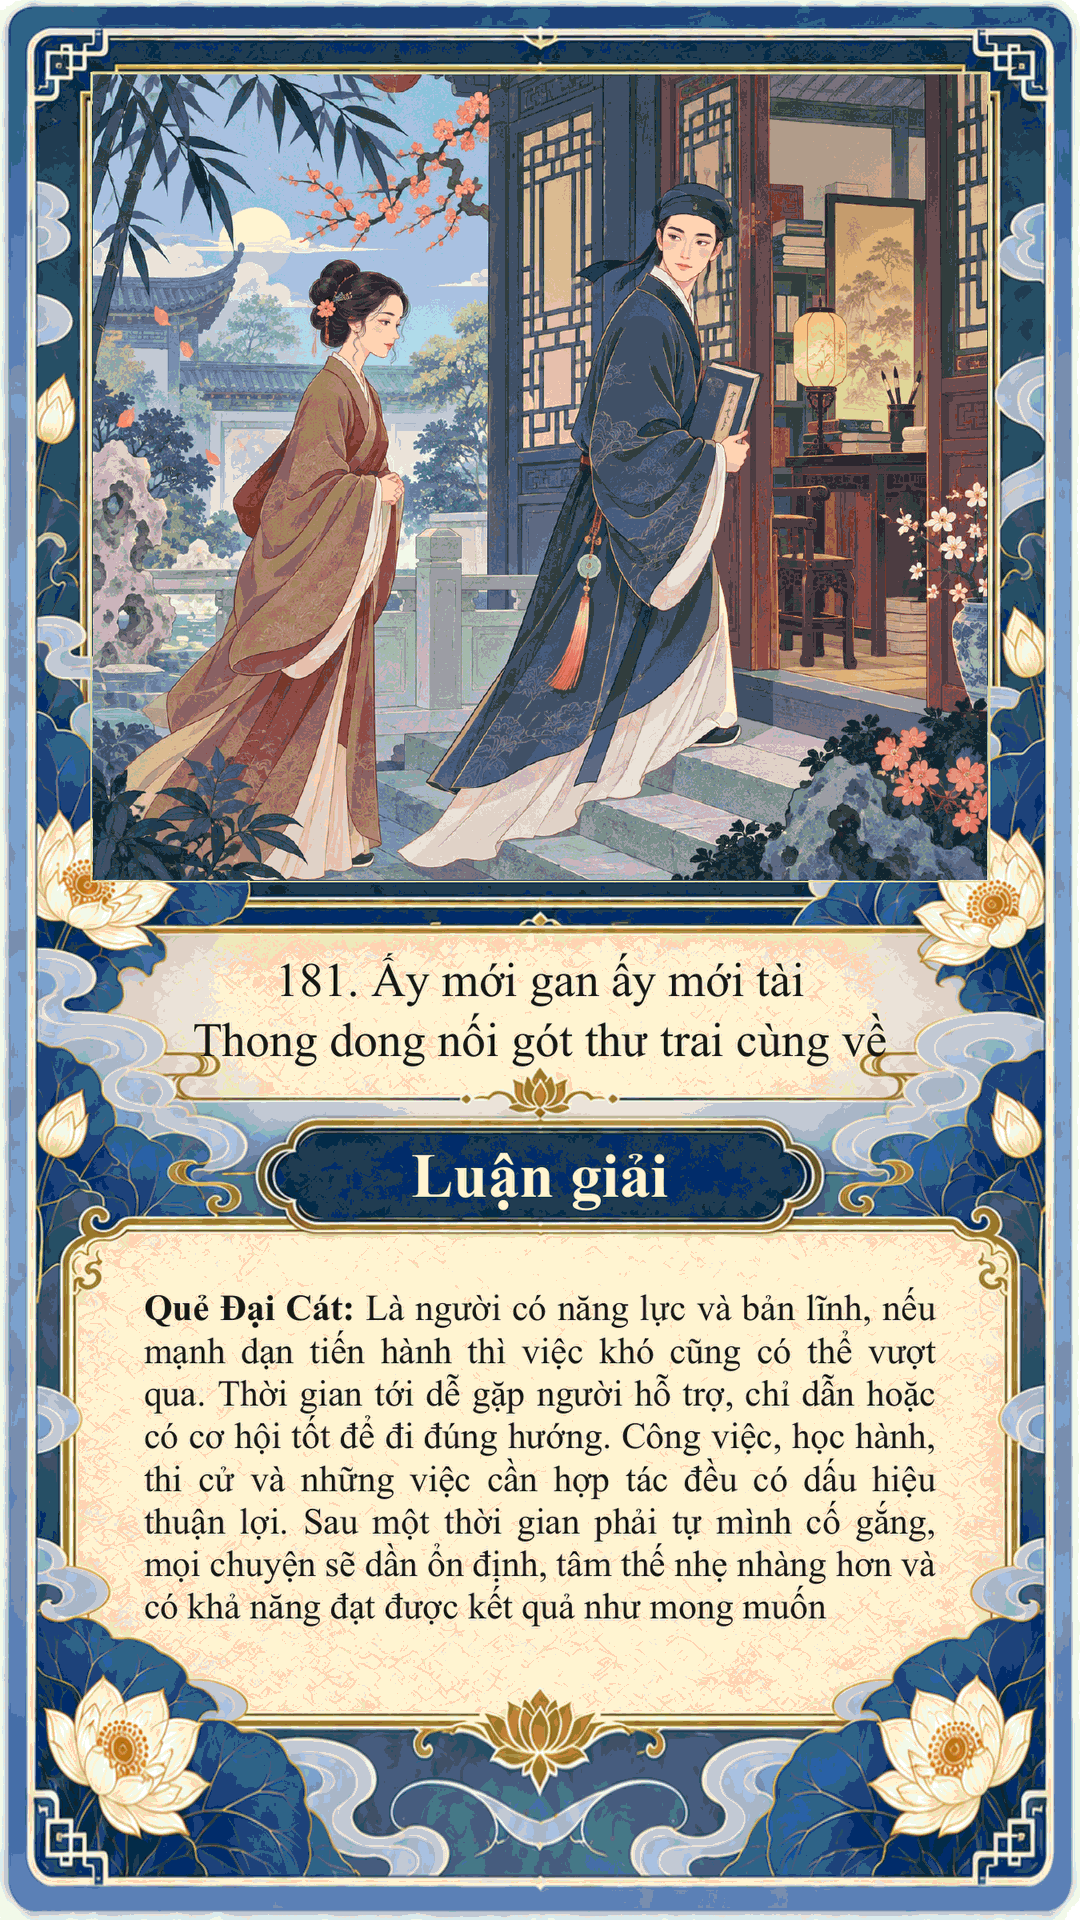 181. Ấy mới gan ấy mới tài
Thong dong nối gót thư trai cùng về
Luận giải
Quẻ Đại Cát: Là người có năng lực và bản lĩnh, nếu
mạnh dạn tiến hành thì việc khó cũng có thể vượt
qua. Thời gian tới dễ gặp người hỗ trợ, chỉ dẫn hoặc
có cơ hội tốt để đi đúng hướng. Công việc, học hành,
thi cử và những việc cần hợp tác đều có dấu hiệu
thuận lợi. Sau một thời gian phải tự mình cố gắng,
mọi chuyện sẽ dần ổn định, tâm thế nhẹ nhàng hơn và
có khả năng đạt được kết quả như mong muốn